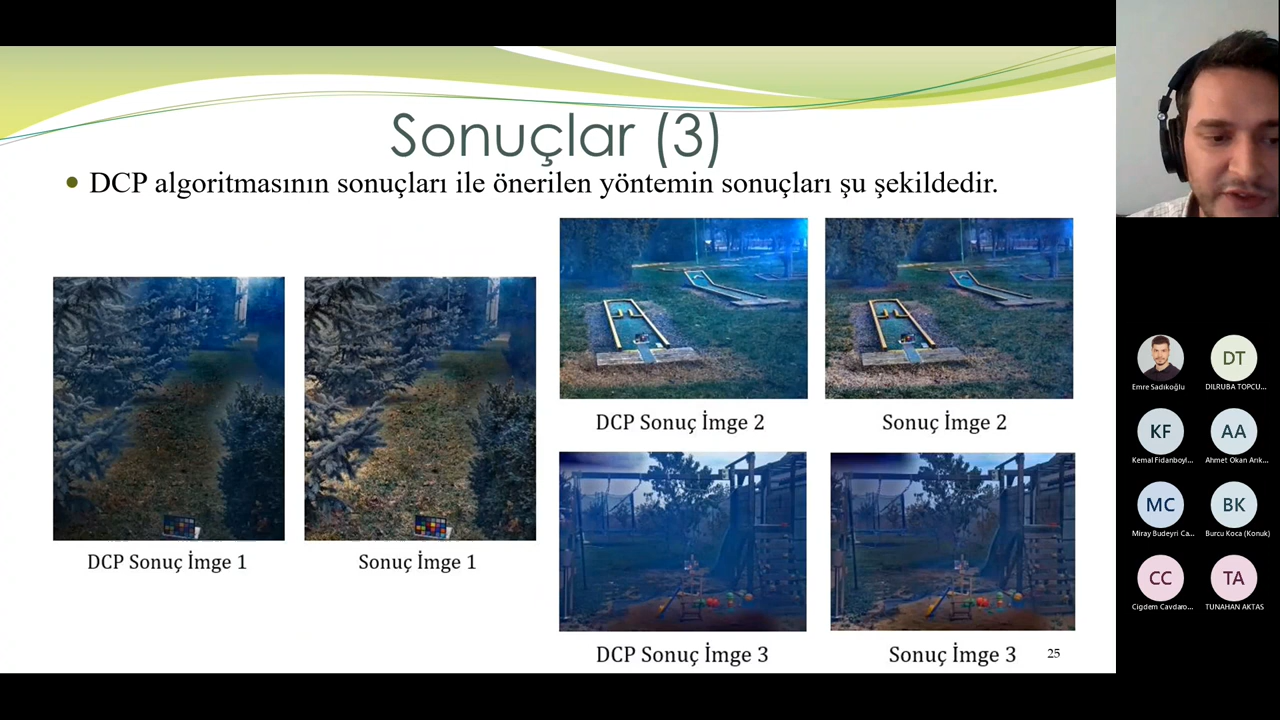 Sonuçlar (3)
DCP algoritmasının sonuçları ile önerilen yöntemin sonuçları şu şekildedir.
DCP Sonuç İmge 1
Sonuç İmge 1
DCP Sonuç İmge 2
Sonuç İmge 2
DCP Sonuç İmge 3
Sonuç İmge 3
25
Emre Sadıkoğlu
DT
DILRUBA TOPCU...
KF
Kemal Fidanboyl...
AA
Ahmet Okan Arık...
MC
Miray Budeyri Ca...
BK
Burcu Koca (Konuk)
CC
Cigdem Cavdaro...
TA
TUNAHAN AKTAS